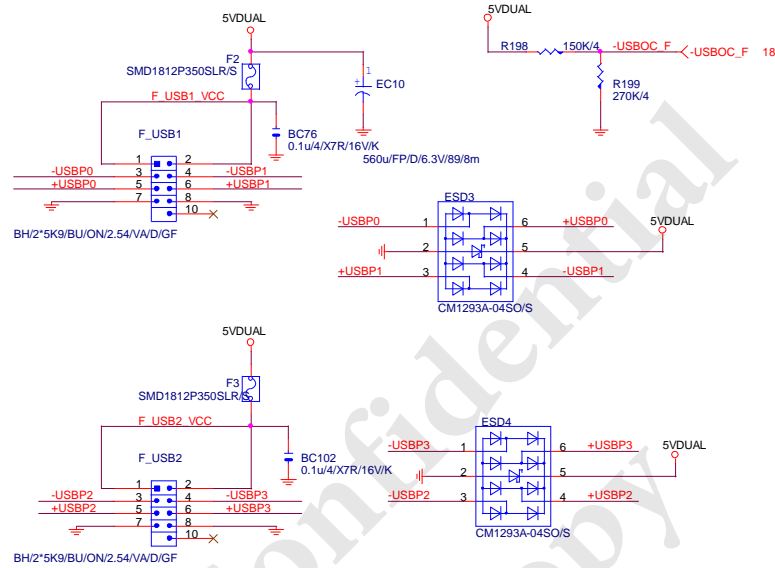 5VDUAL
F2
SMD1812P350SLR/S
1
+
EC10
560u/FP/D/6.3V/89/8m
F_USB1_VCC
BC76
0.1u/4/X7R/16V/K
F_USB1
1 2
-USBP0 3 4 -USBP1
+USBP0 5 6 +USBP1
7 8
10
BH/2*5K9/BU/ON/2.54/VA/D/GF
5VDUAL
R198 150K/4 -USBOC_F -USBOC_F 18
R199
270K/4
ESD3
-USBP0 1 6 +USBP0
5VDUAL
2 5
+USBP1 3 4 -USBP1
CM1293A-04SO/S
5VDUAL
F3
SMD1812P350SLR/S
F_USB2_VCC
BC102
0.1u/4/X7R/16V/K
F_USB2
1 2
-USBP2 3 4 -USBP3
+USBP2 5 6 +USBP3
7 8
10
BH/2*5K9/BU/ON/2.54/VA/D/GF
ESD4
-USBP3 1 6 +USBP3
5VDUAL
2 5
-USBP2 3 4 +USBP2
CM1293A-04SO/S
Confidential
Copy